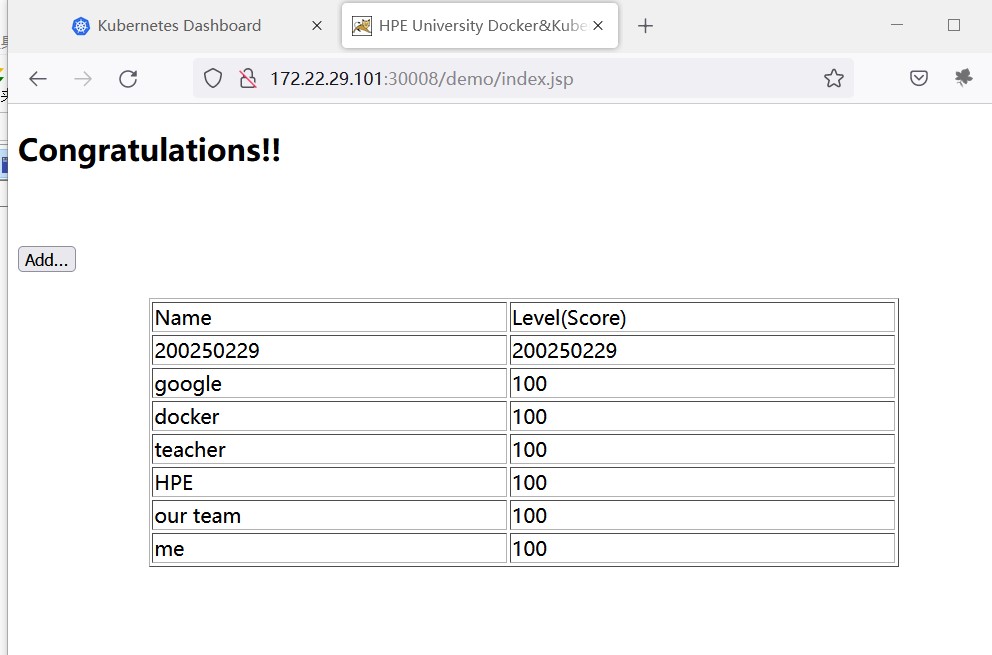 Kubernetes Dashboard
HPE University Docker&Kube
172.22.29.101:30008/demo/index.jsp
Congratulations!!
Add...
Name Level(Score)
200250229 200250229
google 100
docker 100
teacher 100
HPE 100
our team 100
me 100